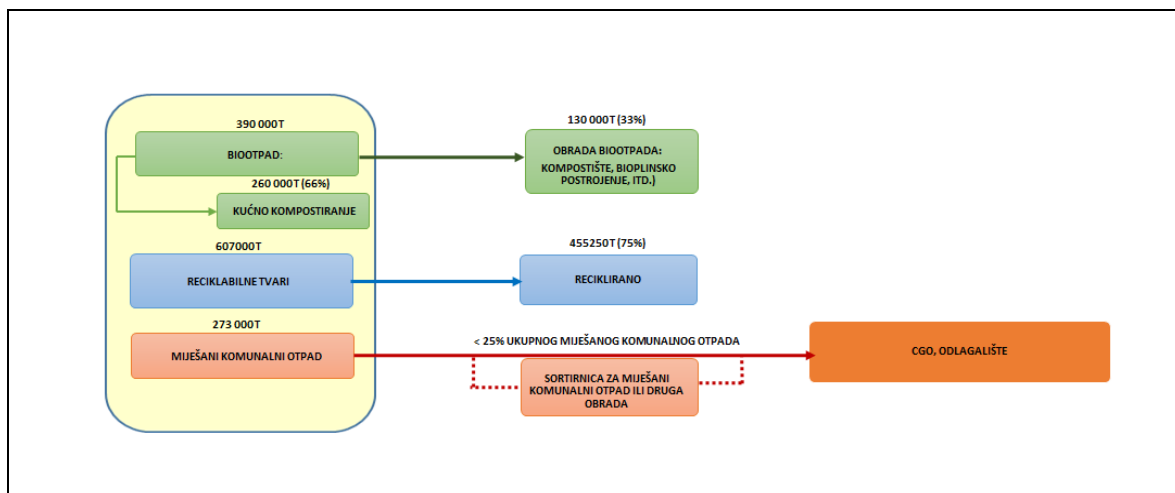 390 000T
BIOOTPAD:
260 000T (66%)
KUĆNO KOMPOSTIRANJE
130 000T (33%)
OBRADA BIOOTPADA:
KOMPOSTIŠTE, BIOPLINSKO
POSTROJENJE, ITD.)
607000T
RECIKLABILNE TVARI
455250T (75%)
RECIKLIRANO
273 000T
MIJEŠANI KOMUNALNI OTPAD
< 25% UKUPNOG MIJEŠANOG KOMUNALNOG OTPADA
SORTIRNICA ZA MIJEŠANI
KOMUNALNI OTPAD ILI DRUGA
OBRADA
CGO, ODLAGALIŠTE